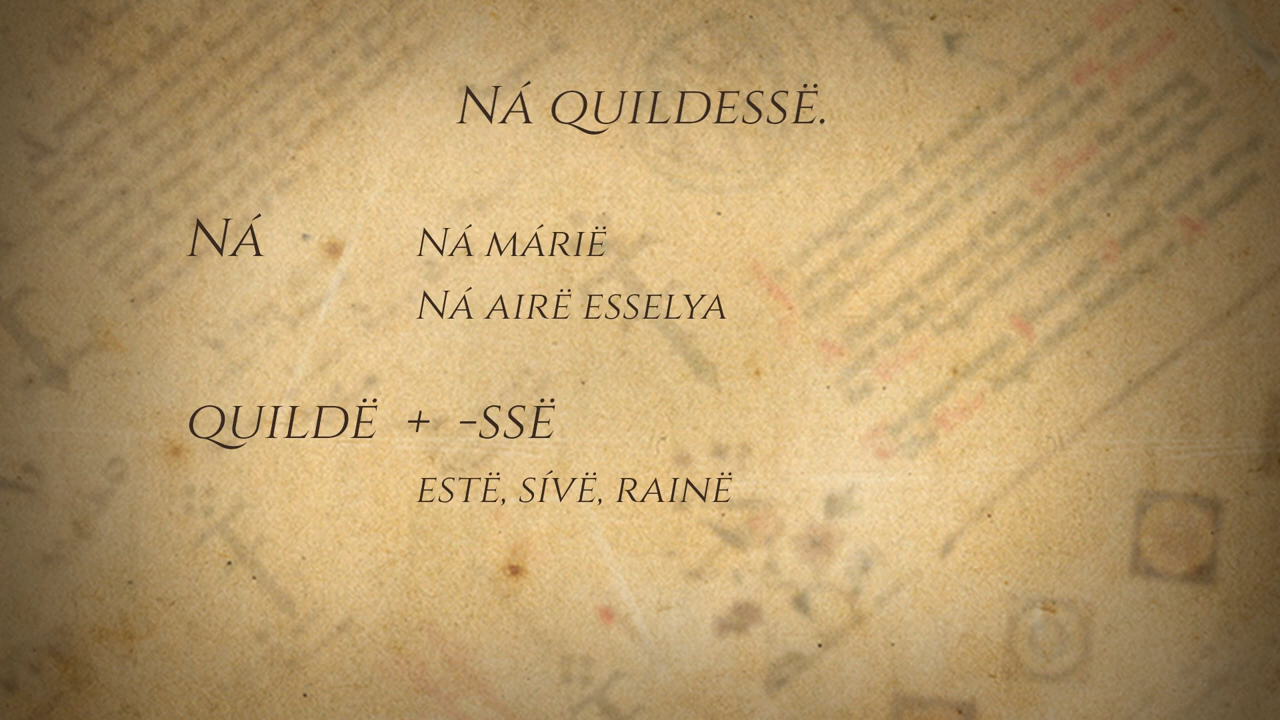 Ná quildessë.
Ná Ná márië
Ná airë esselya
quildë + -ssë
estë, sívë, rainë